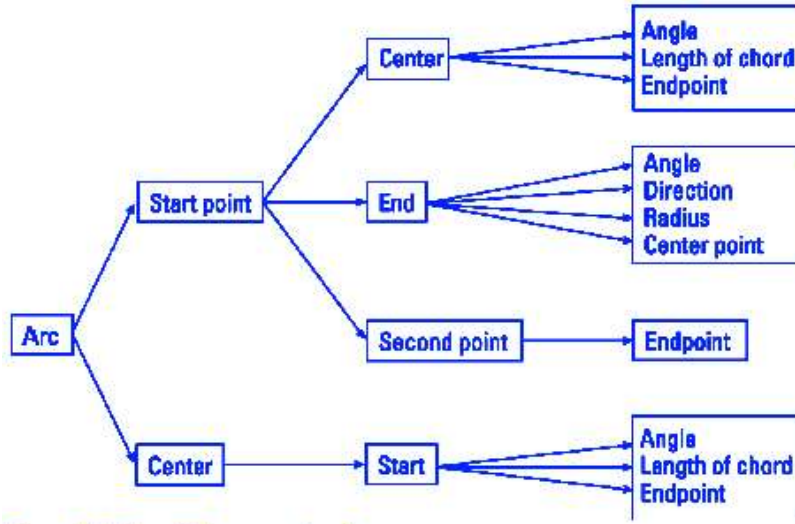 Arc
Start point
Center
Angle
Length of chord
Endpoint
End
Angle
Direction
Radius
Center point
Second point
Endpoint
Center
Start
Angle
Length of chord
Endpoint